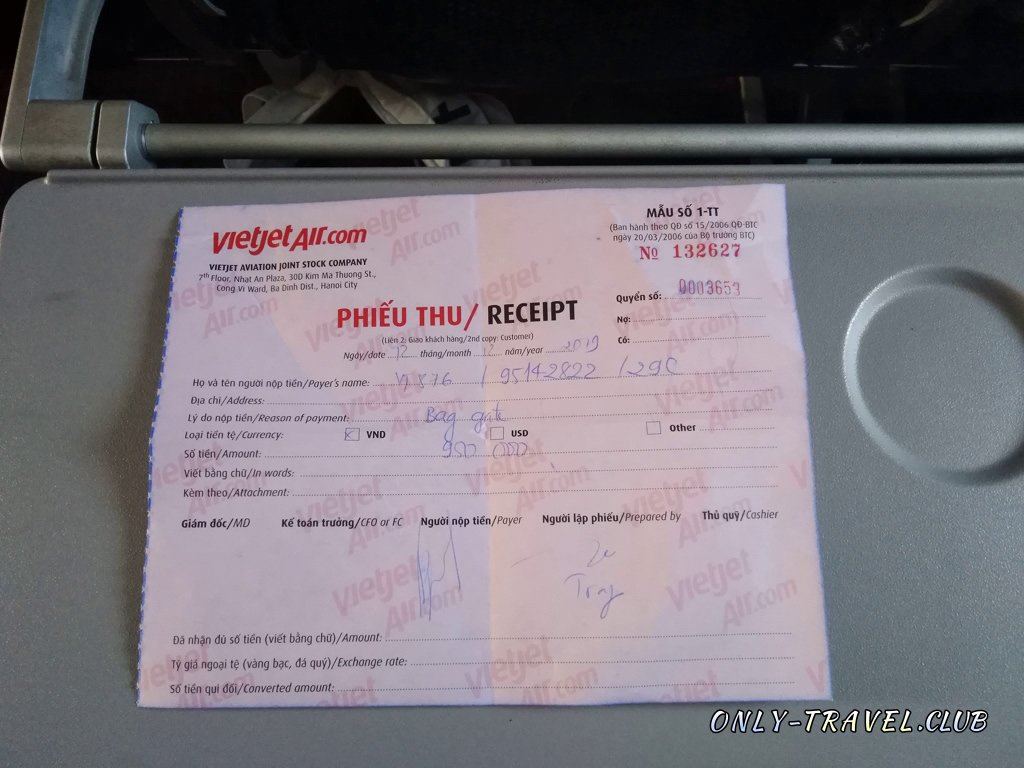 vietjet Air.com
VIETJET AVIATION JOINT STOCK COMPANY
7th Floor, Nhat An Plaza, 30D Kim Ma Thuong St.,
Cong Vi Ward, Ba Dinh Dist., Hanoi City
MẪU SỐ 1-TT
(Ban hành theo QĐ số 15/2006 QĐ-BTC
ngày 20/03/2006 của Bộ trưởng BTC)
№ 132627
PHIẾU THU/ RECEIPT
(Liên 2: Giao khách hàng/2nd copy: Customer)
Quyển số: 0003653
Nợ:
Có:
Ngày/date 12 tháng/month 12 năm/year 2019
Họ và tên người nộp tiền/Payer's name: / 95142822 / 29C
Địa chỉ/Address:
Lý do nộp tiền/Reason of payment: Bag gate
Loại tiền tệ/Currency: VND USD Other
Số tiền/Amount: 950 000
Viết bằng chữ/In words:
Kèm theo/Attachment:
Giám đốc/MD Kế toán trưởng/CFO or FC Người nộp tiền/Payer Người lập phiếu/Prepared by Thủ quỹ/Cashier
Đã nhận đủ số tiền (viết bằng chữ)/Amount:
Tỷ giá ngoại tệ (vàng bạc, đá quý)/Exchange rate:
Số tiền qui đổi/Converted amount:
ONLY-TRAVEL.CLUB